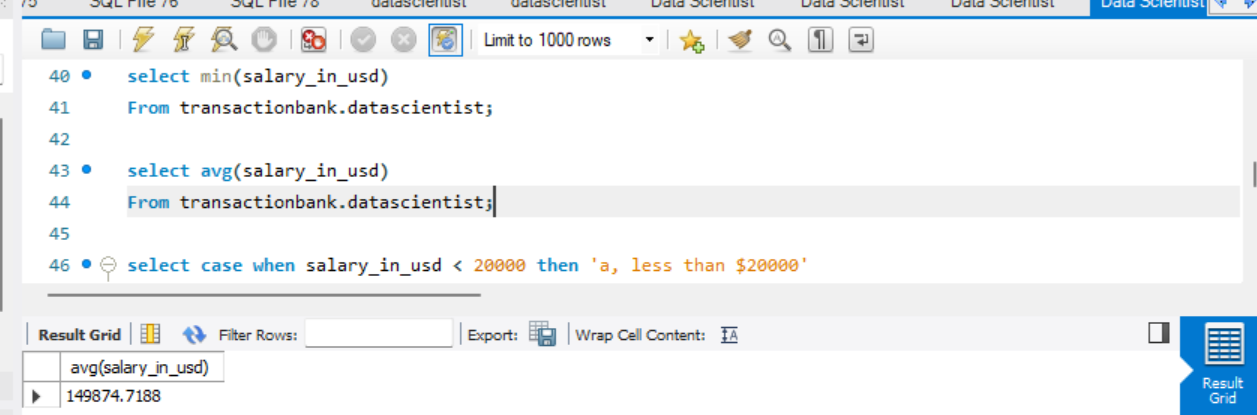 75 SQL File 76 SQL File 78 datascientist datascientist Data Scientist Data Scientist Data Scientist Data Scientist
Limit to 1000 rows
40 select min(salary_in_usd)
41 From transactionbank.datascientist;
42
43 select avg(salary_in_usd)
44 From transactionbank.datascientist;
45
46 select case when salary_in_usd < 20000 then 'a, less than $20000'
Result Grid Filter Rows: Export: Wrap Cell Content: IA
avg(salary_in_usd)
149874.7188
Result
Grid